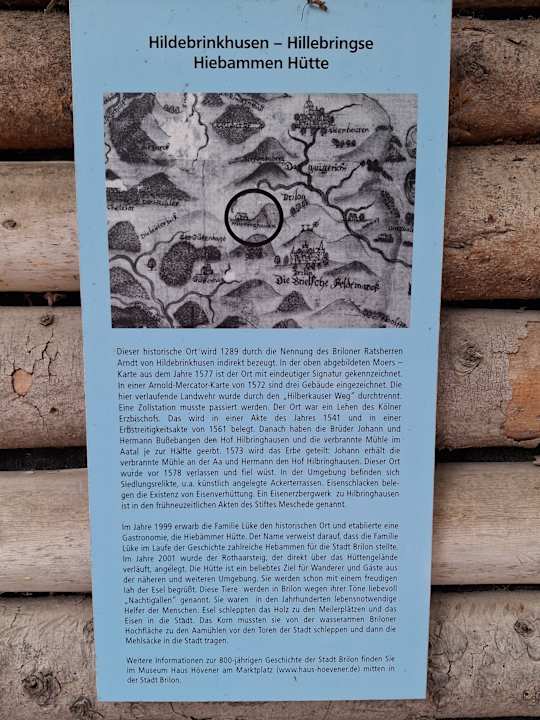 Hildebrinkhusen – Hillebringse
Hiebammen Hütte
Brilon
Die Brielsche
Dieser historische Ort wird 1289 durch die Nennung des Briloner Ratsherren
Arndt von Hildebrinkhusen indirekt bezeugt. In der oben abgebildeten Moers –
Karte aus dem Jahre 1577 ist der Ort mit eindeutiger Signatur gekennzeichnet.
In einer Arnold-Mercator-Karte von 1572 sind drei Gebäude eingezeichnet. Die
hier verlaufende Landwehr wurde durch den „Hilberkauser Weg" durchtrennt.
Eine Zollstation musste passiert werden. Der Ort war ein Lehen des Kölner
Erzbischofs. Das wird in einer Akte des Jahres 1541 und in einer
Erbstreitigkeitsakte von 1561 belegt. Danach haben die Brüder Johann und
Hermann Bußebangen den Hof Hilbringhausen und die verbrannte Mühle im
Aatal je zur Hälfte geerbt. 1573 wird das Erbe geteilt: Johann erhält die
verbrannte Mühle an der Aa und Hermann den Hof Hilbringhausen. Dieser Ort
wurde vor 1578 verlassen und fiel wüst. In der Umgebung befinden sich
Siedlungsrelikte, u.a. künstlich angelegte Ackerterrassen. Eisenschlacken bele-
gen die Existenz von Eisenverhüttung. Ein Eisenerzbergwerk zu Hilbringhausen
ist in den frühneuzeitlichen Akten des Stiftes Meschede genannt.
Im Jahre 1999 erwarb die Familie Lüke den historischen Ort und etablierte eine
Gastronomie, die Hiebämmer Hütte. Der Name verweist darauf, dass die Familie
Lüke im Laufe der Geschichte zahlreiche Hebammen für die Stadt Brilon stellte.
Im Jahre 2001 wurde der Rothaarsteig, der direkt über das Hüttengelände
verläuft, angelegt. Die Hütte ist ein beliebtes Ziel für Wanderer und Gäste aus
der näheren und weiteren Umgebung. Sie werden schon mit einem freudigen
Iah der Esel begrüßt. Diese Tiere werden in Brilon wegen ihrer Töne liebevoll
„Nachtigallen" genannt. Sie waren in den Jahrhunderten lebensnotwendige
Helfer der Menschen. Esel schleppten das Holz zu den Meilerplätzen und das
Eisen in die Stadt. Das Korn mussten sie von der wasserarmen Briloner
Hochfläche zu den Aamühlen vor den Toren der Stadt schleppen und dann die
Mehlsäcke in die Stadt tragen.
Weitere Informationen zur 800-jährigen Geschichte der Stadt Brilon finden Sie
im Museum Haus Hövener am Marktplatz (www.haus-hoevener.de) mitten in
der Stadt Brilon.